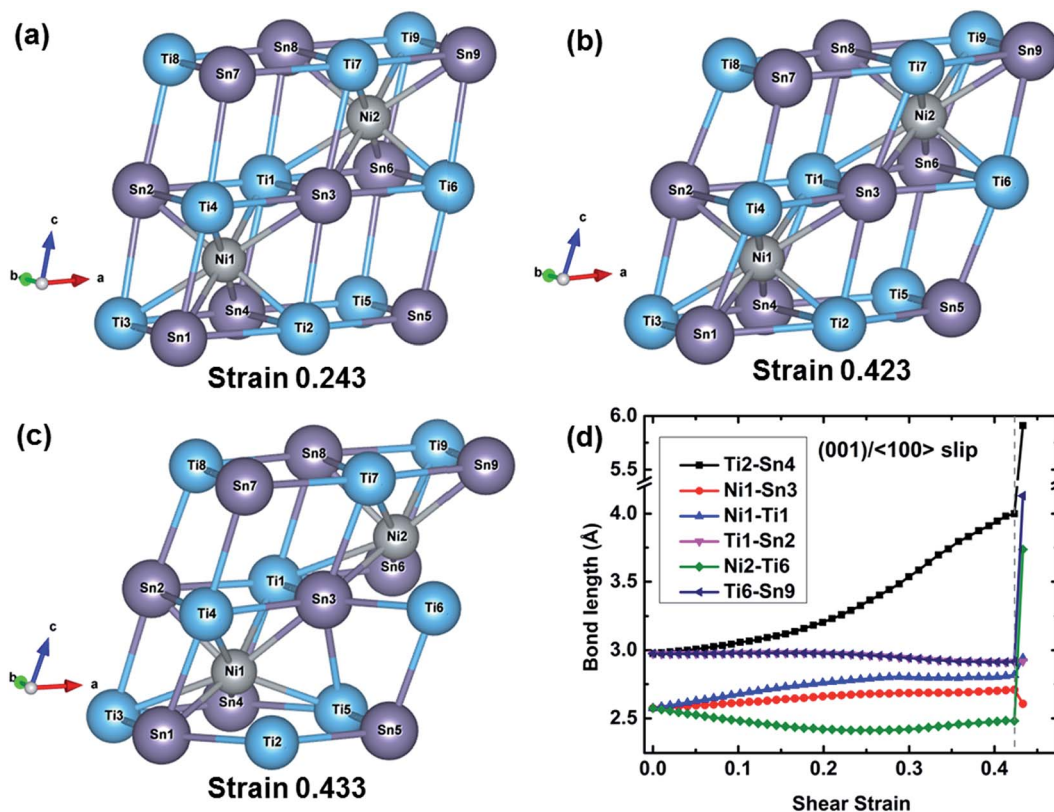 (a)
Ti9
Sn8
Ti8
Ti7
Sn9
Sn7
Ni2
Sn6
Ti1
Sn2
Sn3
Ti6
Ti4
c
Ni1
b
a
Sn4
Ti5
Ti3
Sn5
Ti2
Sn1
Strain 0.243
(b)
Ti9
Sn8
Sn9
Ti8
Ti7
Sn7
Ni2
Sn6
Ti1
Sn2
Sn3
Ti6
Ti4
c
Ni1
b
a
Sn4
Ti5
Ti3
Sn5
Ti2
Sn1
Strain 0.423
(c)
Ti9
Sn8
Ti8
Sn9
Ti7
Sn7
Ni2
Sn6
Ti1
Sn2
Sn3
Ti6
Ti4
c
Ni1
b
a
Sn4
Ti3
Ti5
Sn5
Sn1
Ti2
Strain 0.433
(d)
(001)/<100> slip
Ti2-Sn4
Ni1-Sn3
Ni1-Ti1
Ti1-Sn2
Ni2-Ti6
Ti6-Sn9
Bond length (Å)
6.0
5.5
4.0
3.5
3.0
2.5
0.0 0.1 0.2 0.3 0.4
Shear Strain